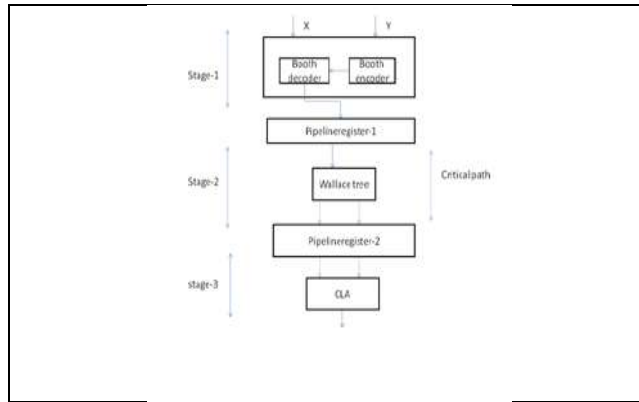 X Y
Booth decoder
Booth encoder
Stage-1
Pipelineregister-1
Stage-2
Wallace tree
Criticalpath
Pipelineregister-2
stage-3
CLA